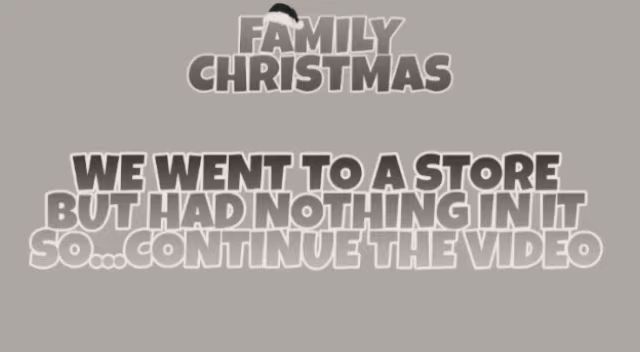 FAMILY
CHRISTMAS
WE WENT TO A STORE
BUT HAD NOTHING IN IT
SO...CONTINUE THE VIDEO